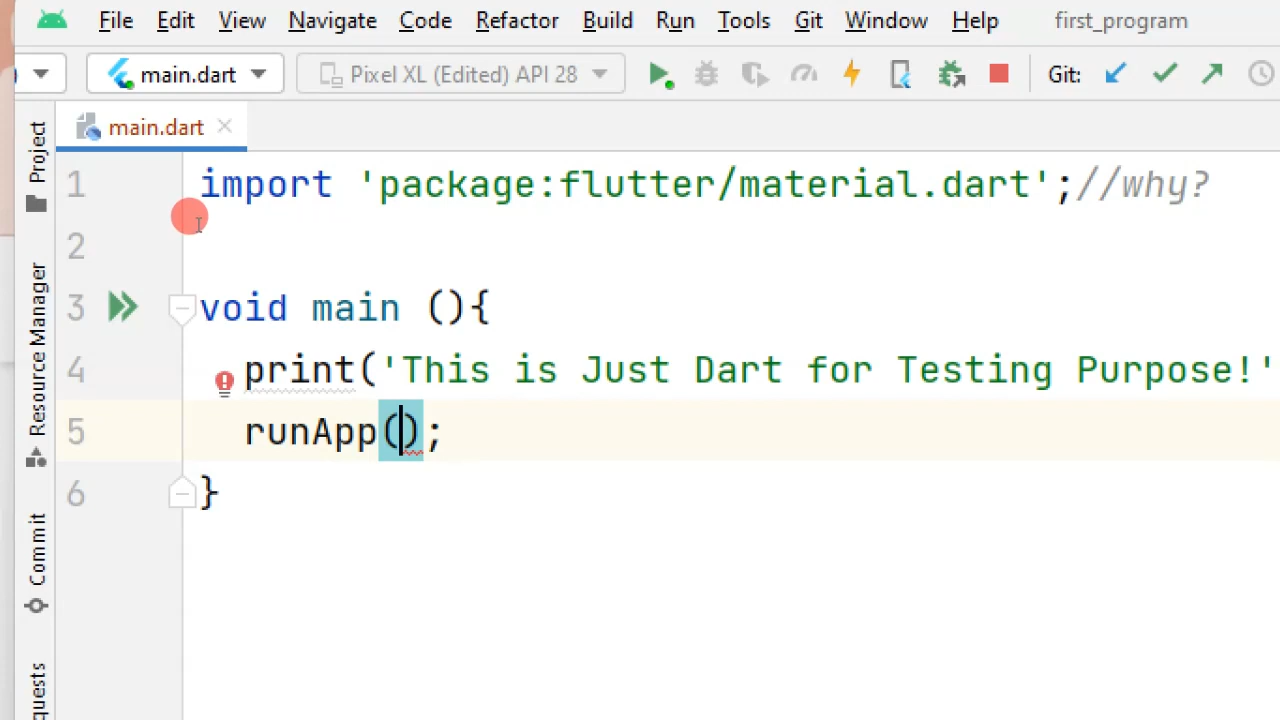 File Edit View Navigate Code Refactor Build Run Tools Git Window Help first_program
main.dart Pixel XL (Edited) API 28 Git:
main.dart
Project
Resource Manager
Commit
1 import 'package:flutter/material.dart';//why?
2
3 void main (){
4 print('This is Just Dart for Testing Purpose!'
5 runApp();
6 }